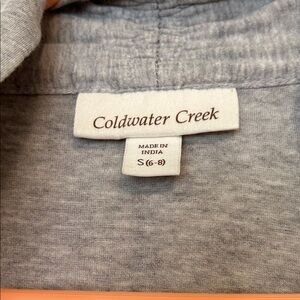 Coldwater Creek
MADE IN
INDIA
S (6-8)